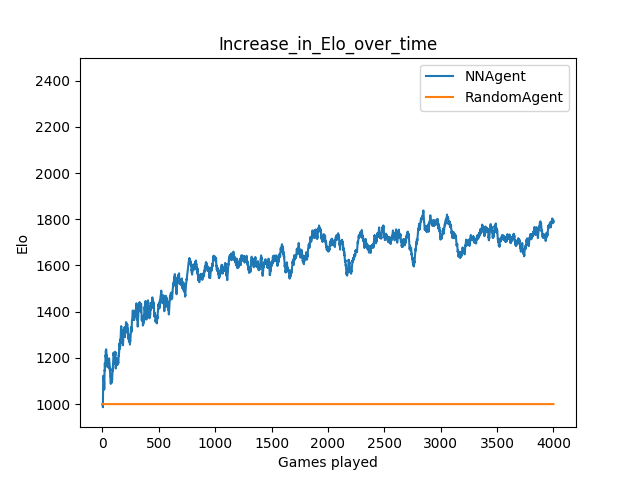 Increase_in_Elo_over_time
NNAgent
RandomAgent
Elo
2400
2200
2000
1800
1600
1400
1200
1000
0 500 1000 1500 2000 2500 3000 3500 4000
Games played